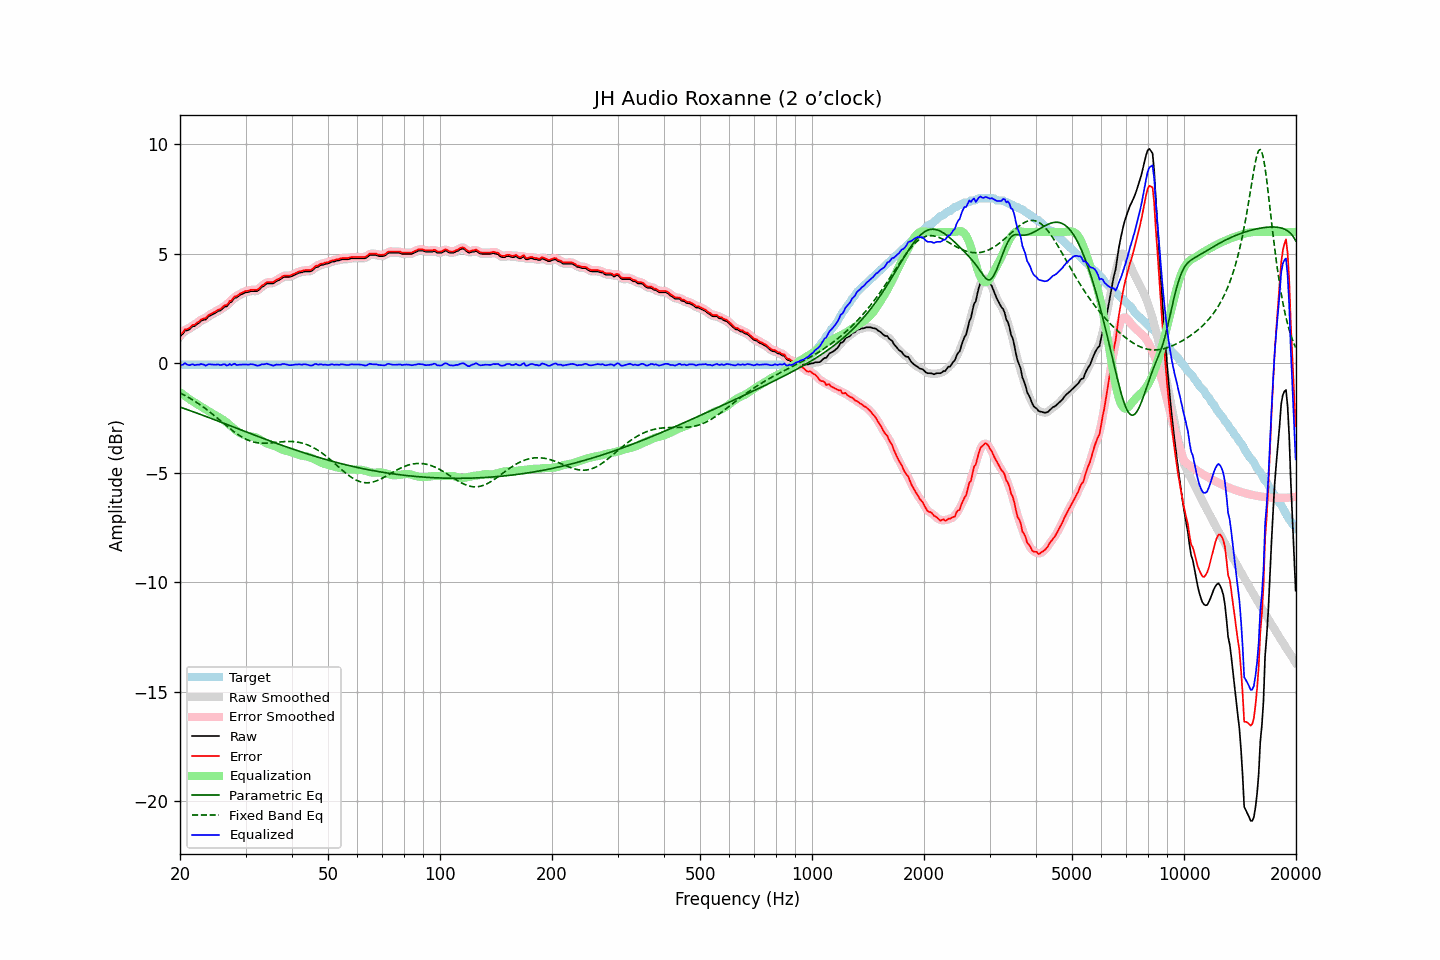 JH Audio Roxanne (2 o’clock)
Amplitude (dBr)
10
5
0
−5
−10
−15
−20
Target
Raw Smoothed
Error Smoothed
Raw
Error
Equalization
Parametric Eq
Fixed Band Eq
Equalized
20 50 100 200 500 1000 2000 5000 10000 20000
Frequency (Hz)